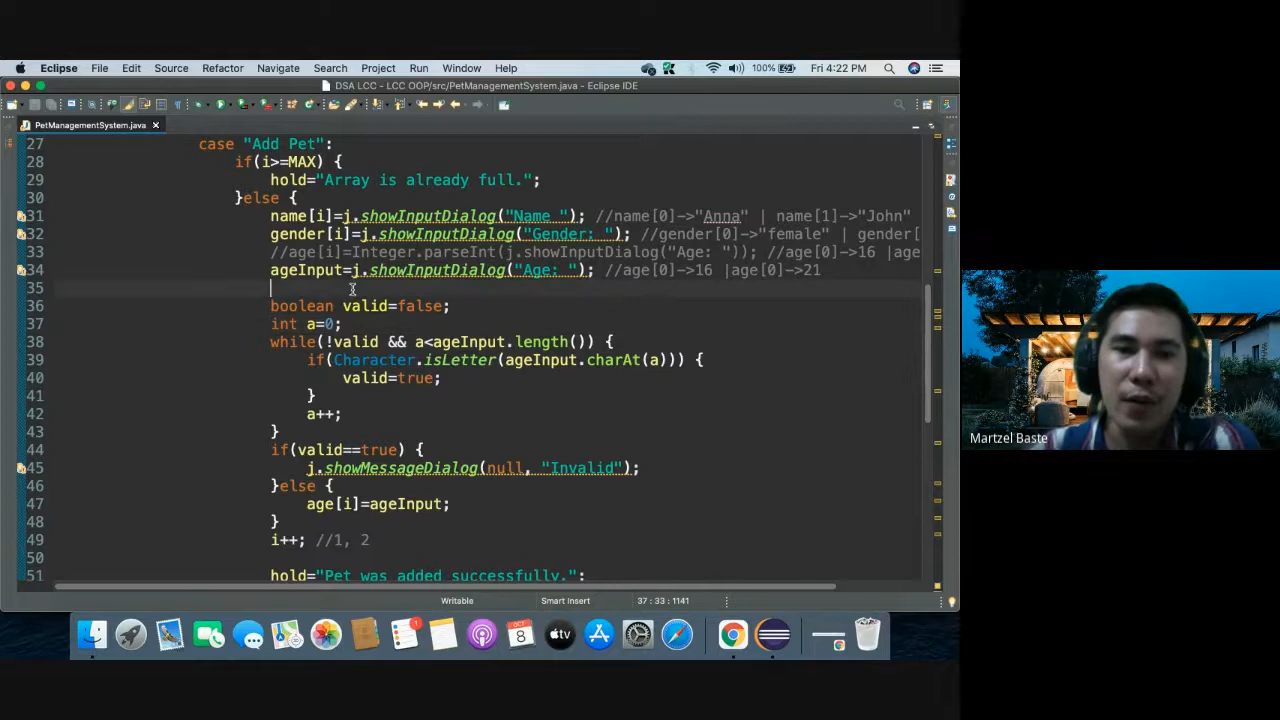 Eclipse File Edit Source Refactor Navigate Search Project Run Window Help 100% Fri 4:22 PM
DSA LCC - LCC OOP/src/PetManagementSystem.java - Eclipse IDE
PetManagementSystem.java
27 case "Add Pet":
28 if(i>=MAX) {
29 hold="Array is already full.";
30 }else {
31 name[i]=j.showInputDialog("Name "); //name[0]->"Anna" | name[1]->"John"
32 gender[i]=j.showInputDialog("Gender: "); //gender[0]->"female" | gender[
33 //age[i]=Integer.parseInt(j.showInputDialog("Age: ")); //age[0]->16 |age
34 ageInput=j.showInputDialog("Age: "); //age[0]->16 |age[0]->21
35
36 boolean valid=false;
37 int a=0;
38 while(!valid && a<ageInput.length()) {
39 if(Character.isLetter(ageInput.charAt(a))) {
40 valid=true;
41 }
42 a++;
43 }
44 if(valid==true) {
45 j.showMessageDialog(null, "Invalid");
46 }else {
47 age[i]=ageInput;
48 }
49 i++; //1, 2
50
51 hold="Pet was added successfully.";
Writable Smart Insert 37 : 33 : 1141
OCT
8
1
tv
Martzel Baste